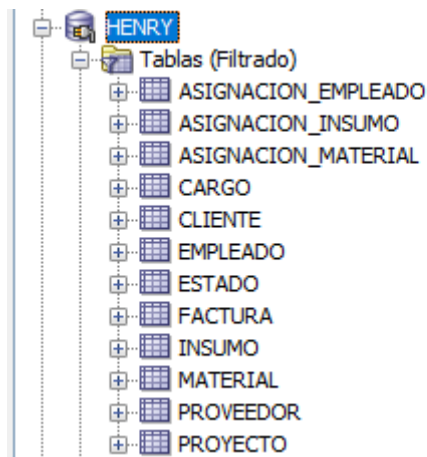 HENRY
Tablas (Filtrado)
ASIGNACION_EMPLEADO
ASIGNACION_INSUMO
ASIGNACION_MATERIAL
CARGO
CLIENTE
EMPLEADO
ESTADO
FACTURA
INSUMO
MATERIAL
PROVEEDOR
PROYECTO